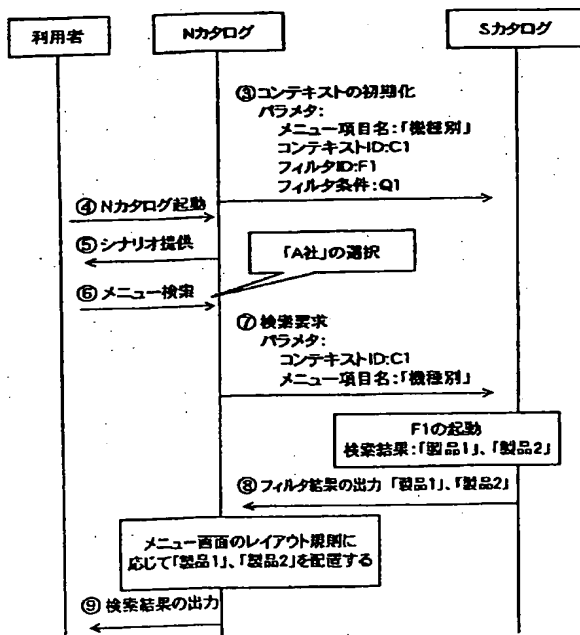 利用者
Nカタログ
Sカタログ
③コンテキストの初期化
パラメタ:
メニュー項目名:「機種別」
コンテキストID:C1
フィルタID:F1
フィルタ条件:Q1
④Nカタログ起動
⑤シナリオ提供
「A社」の選択
⑥メニュー検索
⑦検索要求
パラメタ:
コンテキストID:C1
メニュー項目名:「機種別」
F1の起動
検索結果:「製品1」、「製品2」
⑧フィルタ結果の出力「製品1」、「製品2」
メニュー画面のレイアウト規則に
応じて「製品1」、「製品2」を配置する
⑨検索結果の出力